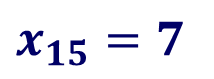 x₁₅ = 7